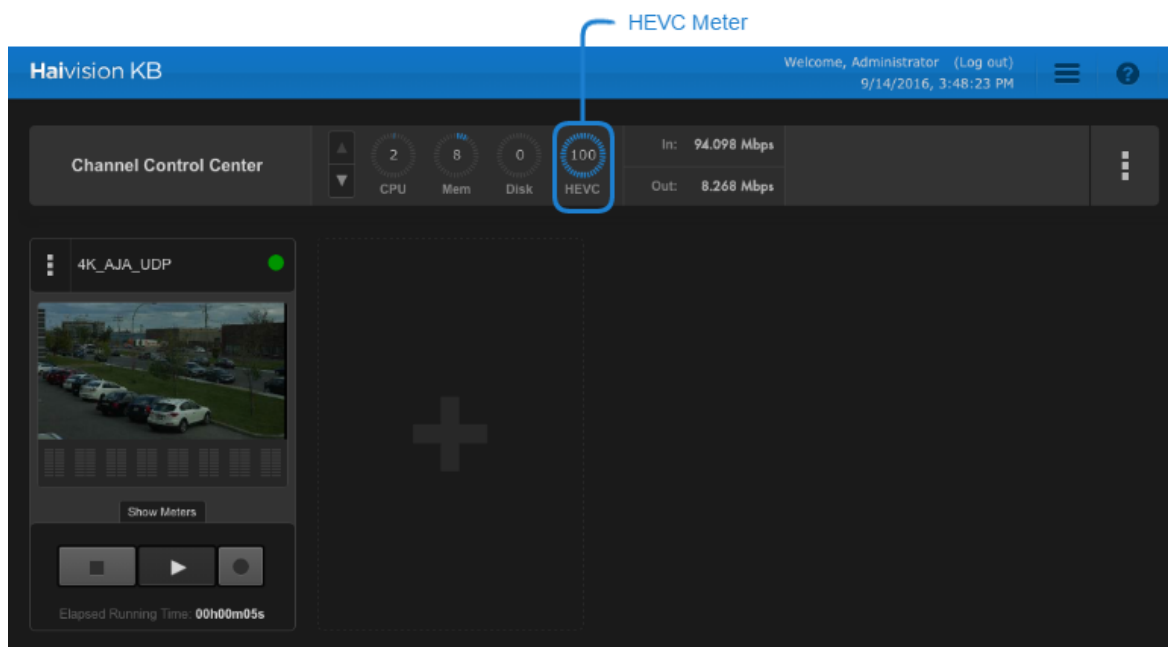 HEVC Meter
Haivision KB
Welcome, Administrator (Log out)
9/14/2016, 3:48:23 PM
?
Channel Control Center
2
CPU
8
Mem
0
Disk
100
HEVC
In: 94.098 Mbps
Out: 8.268 Mbps
4K_AJA_UDP
Show Meters
Elapsed Running Time: 00h00m05s